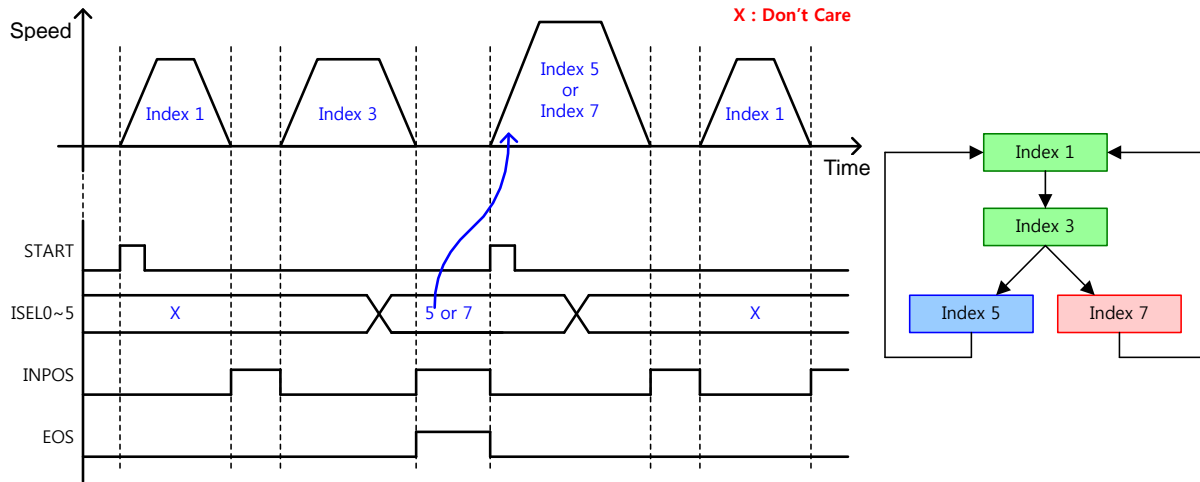 X : Don't Care
Speed
Index 1
Index 3
Index 5
or
Index 7
Index 1
Time
START
ISEL0~5
X
5 or 7
X
INPOS
EOS
Index 1
Index 3
Index 5
Index 7